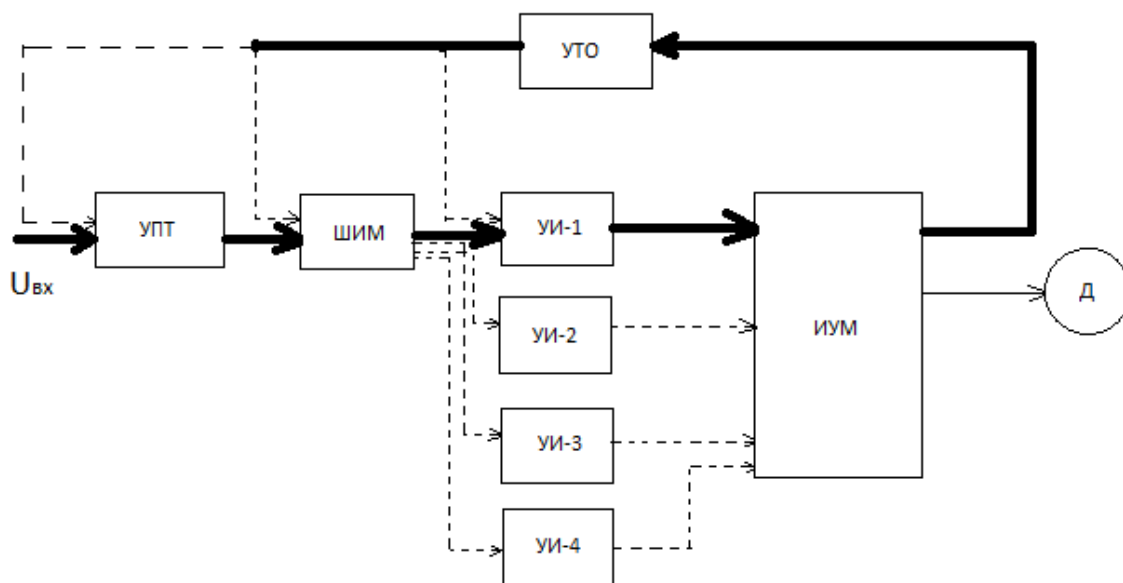 УТО
УПТ
ШИМ
УИ-1
Uвх
УИ-2
ИУМ
Д
УИ-3
УИ-4